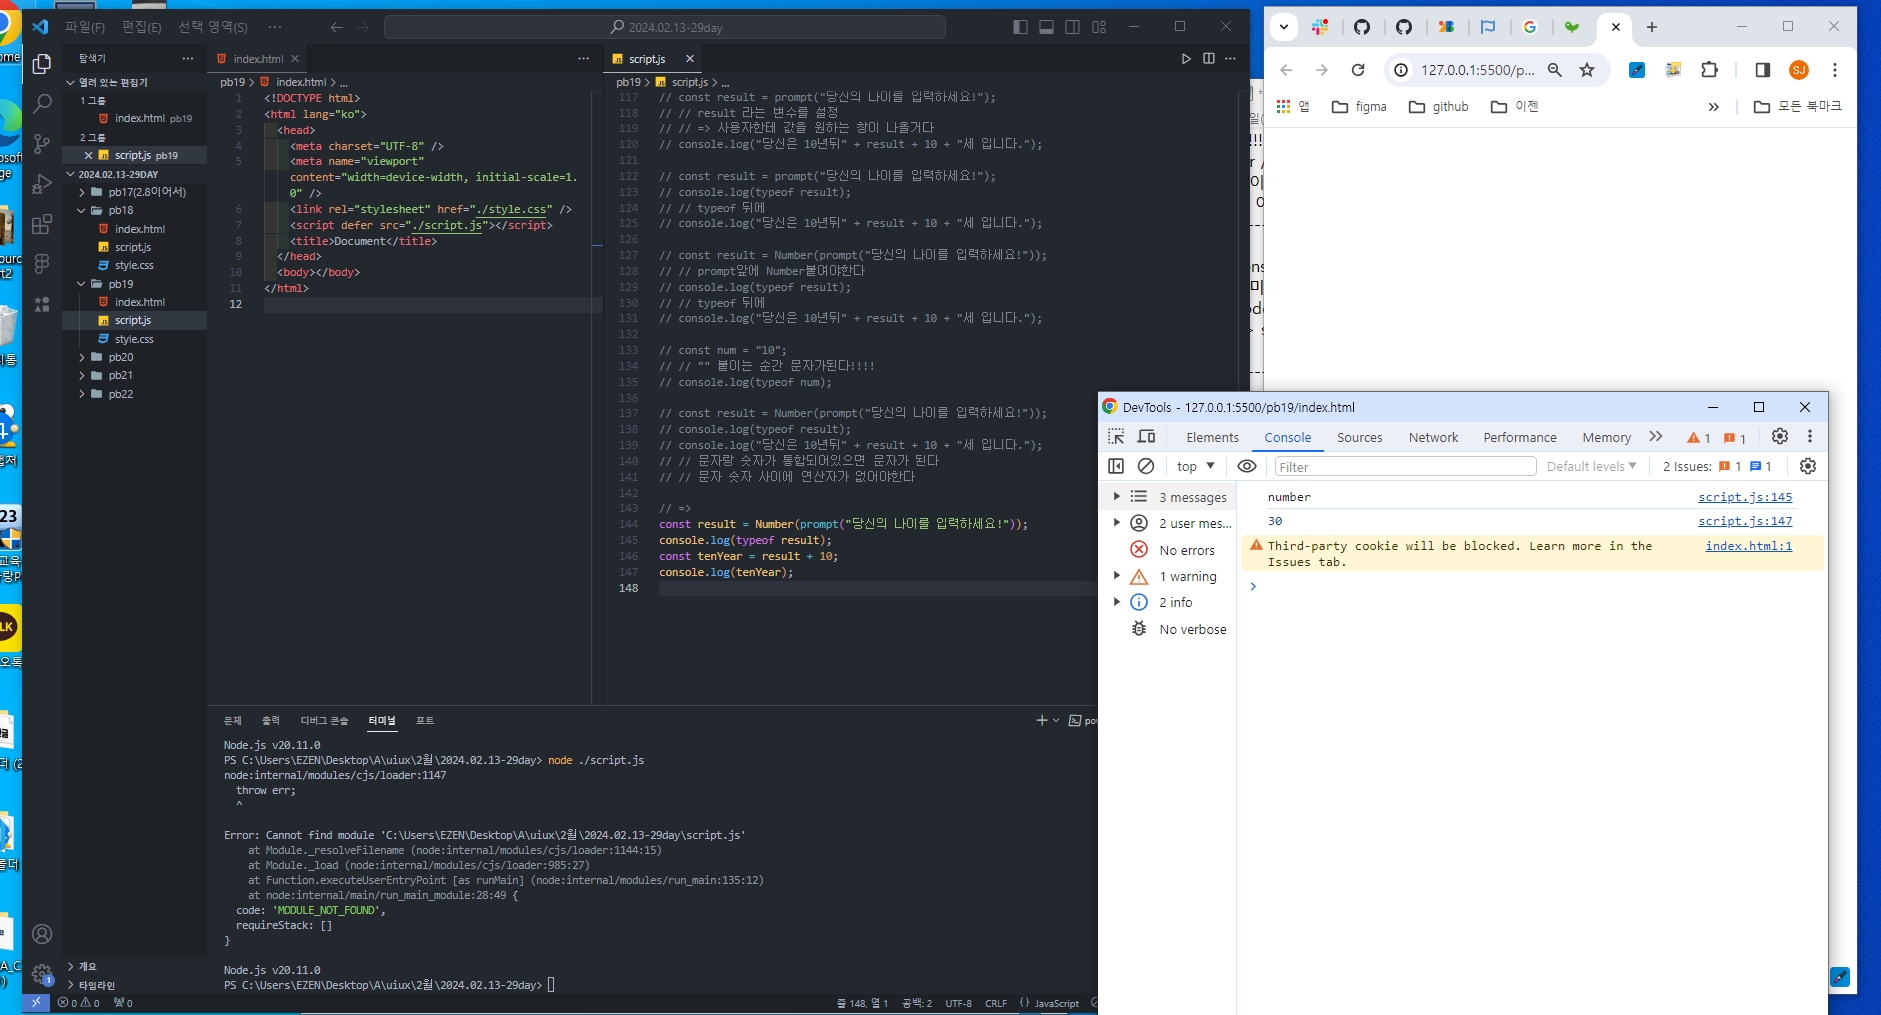 파일(F) 편집(E) 선택 영역(S) ...
2024.02.13-29day
탐색기
열려 있는 편집기
1 그룹
index.html pb19
2 그룹
script.js pb19
2024.02.13-29DAY
pb17(2.8이어서)
pb18
index.html
script.js
style.css
pb19
index.html
script.js
style.css
pb20
pb21
pb22
개요
타임라인
index.html
pb19 > index.html > ...
1 <!DOCTYPE html>
2 <html lang="ko">
3 <head>
4 <meta charset="UTF-8" />
5 <meta name="viewport"
content="width=device-width, initial-scale=1.
0" />
6 <link rel="stylesheet" href="./style.css" />
7 <script defer src="./script.js"></script>
8 <title>Document</title>
9 </head>
10 <body></body>
11 </html>
12
script.js
pb19 > script.js > ...
117 // const result = prompt("당신의 나이를 입력하세요!");
118 // // result 라는 변수를 설정
119 // // => 사용자한테 값을 원하는 창이 나올거다
120 // console.log("당신은 10년뒤" + result + 10 + "세 입니다.");
121
122 // const result = prompt("당신의 나이를 입력하세요!");
123 // console.log(typeof result);
124 // // typeof 뒤에
125 // console.log("당신은 10년뒤" + result + 10 + "세 입니다.");
126
127 // const result = Number(prompt("당신의 나이를 입력하세요!"));
128 // // prompt앞에 Number붙여야한다
129 // console.log(typeof result);
130 // // typeof 뒤에
131 // console.log("당신은 10년뒤" + result + 10 + "세 입니다.");
132
133 // const num = "10";
134 // // "" 붙이는 순간 문자가된다!!!!
135 // console.log(typeof num);
136
137 // const result = Number(prompt("당신의 나이를 입력하세요!"));
138 // console.log(typeof result);
139 // console.log("당신은 10년뒤" + result + 10 + "세 입니다.");
140 // // 문자랑 숫자가 통합되어있으면 문자가 된다
141 // // 문자 숫자 사이에 연산자가 없어야한다
142
143 // =>
144 const result = Number(prompt("당신의 나이를 입력하세요!"));
145 console.log(typeof result);
146 const tenYear = result + 10;
147 console.log(tenYear);
148
문제 출력 디버그 콘솔 터미널 포트
Node.js v20.11.0
PS C:\Users\EZEN\Desktop\A\uiux\2월\2024.02.13-29day> node ./script.js
node:internal/modules/cjs/loader:1147
throw err;
^
Error: Cannot find module 'C:\Users\EZEN\Desktop\A\uiux\2월\2024.02.13-29day\script.js'
at Module._resolveFilename (node:internal/modules/cjs/loader:1144:15)
at Module._load (node:internal/modules/cjs/loader:985:27)
at Function.executeUserEntryPoint [as runMain] (node:internal/modules/run_main:135:12)
at node:internal/main/run_main_module:28:49 {
code: 'MODULE_NOT_FOUND',
requireStack: []
}
Node.js v20.11.0
PS C:\Users\EZEN\Desktop\A\uiux\2월\2024.02.13-29day>
0 0 0
줄 148, 열 1 공백: 2 UTF-8 CRLF {} JavaScript
127.0.0.1:5500/p... SJ
앱 figma github 이젠 » 모든 북마크
DevTools - 127.0.0.1:5500/pb19/index.html
Elements Console Sources Network Performance Memory 1 1
top Filter Default levels 2 Issues: 1 1
3 messages
2 user mes...
No errors
1 warning
2 info
No verbose
number script.js:145
30 script.js:147
Third-party cookie will be blocked. Learn more in the index.html:1
Issues tab.